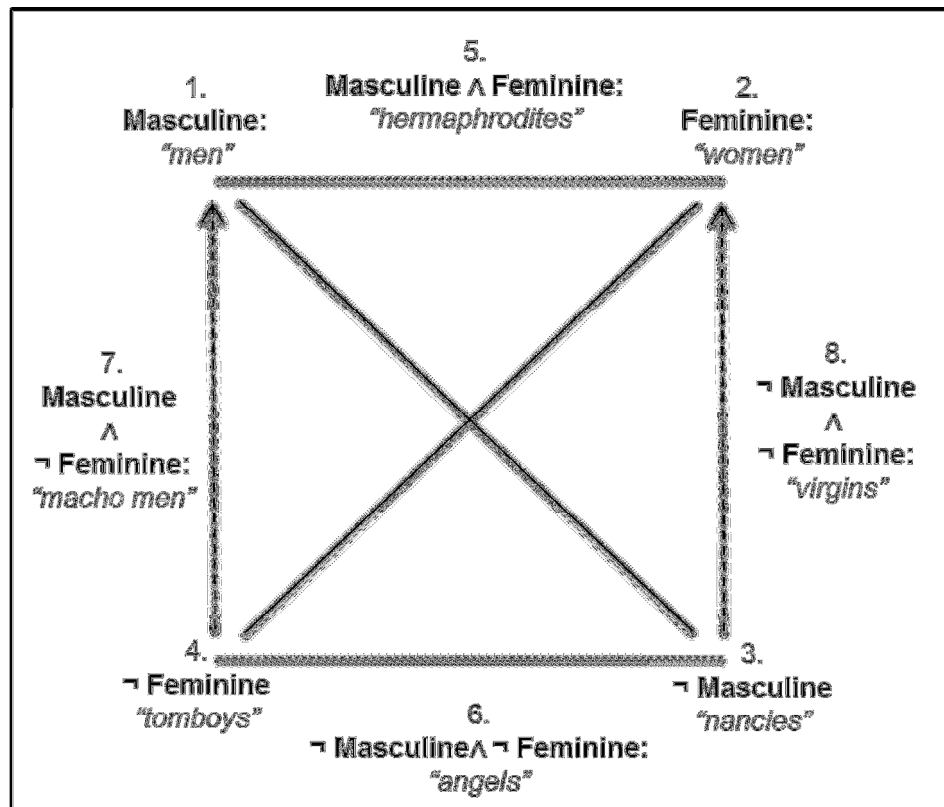 1.
Masculine:
“men”
5.
Masculine ∧ Feminine:
“hermaphrodites”
2.
Feminine:
“women”
7.
Masculine
∧
¬ Feminine:
“macho men”
8.
¬ Masculine
∧
¬ Feminine:
“virgins”
4.
¬ Feminine
“tomboys”
3.
¬ Masculine
“nancies”
6.
¬ Masculine∧¬ Feminine:
“angels”